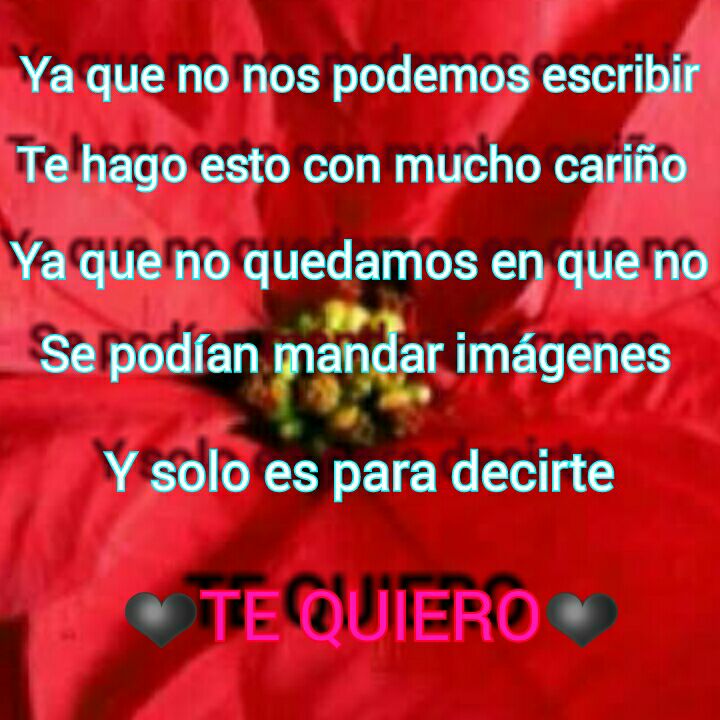 Ya que no nos podemos escribir
Te hago esto con mucho cariño
Ya que no quedamos en que no
Se podían mandar imágenes
Y solo es para decirte
🖤TE QUIERO🖤